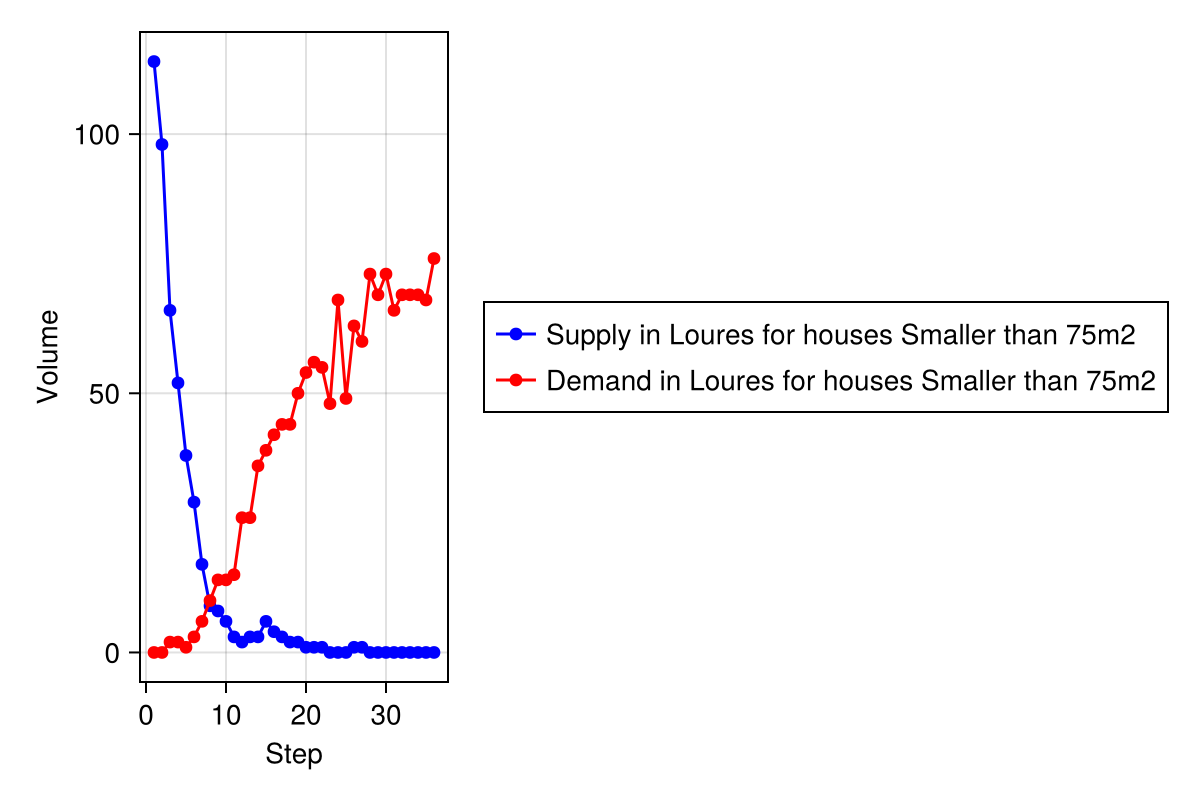 Volume
100
50
0
0 10 20 30
Step
Supply in Loures for houses Smaller than 75m2
Demand in Loures for houses Smaller than 75m2